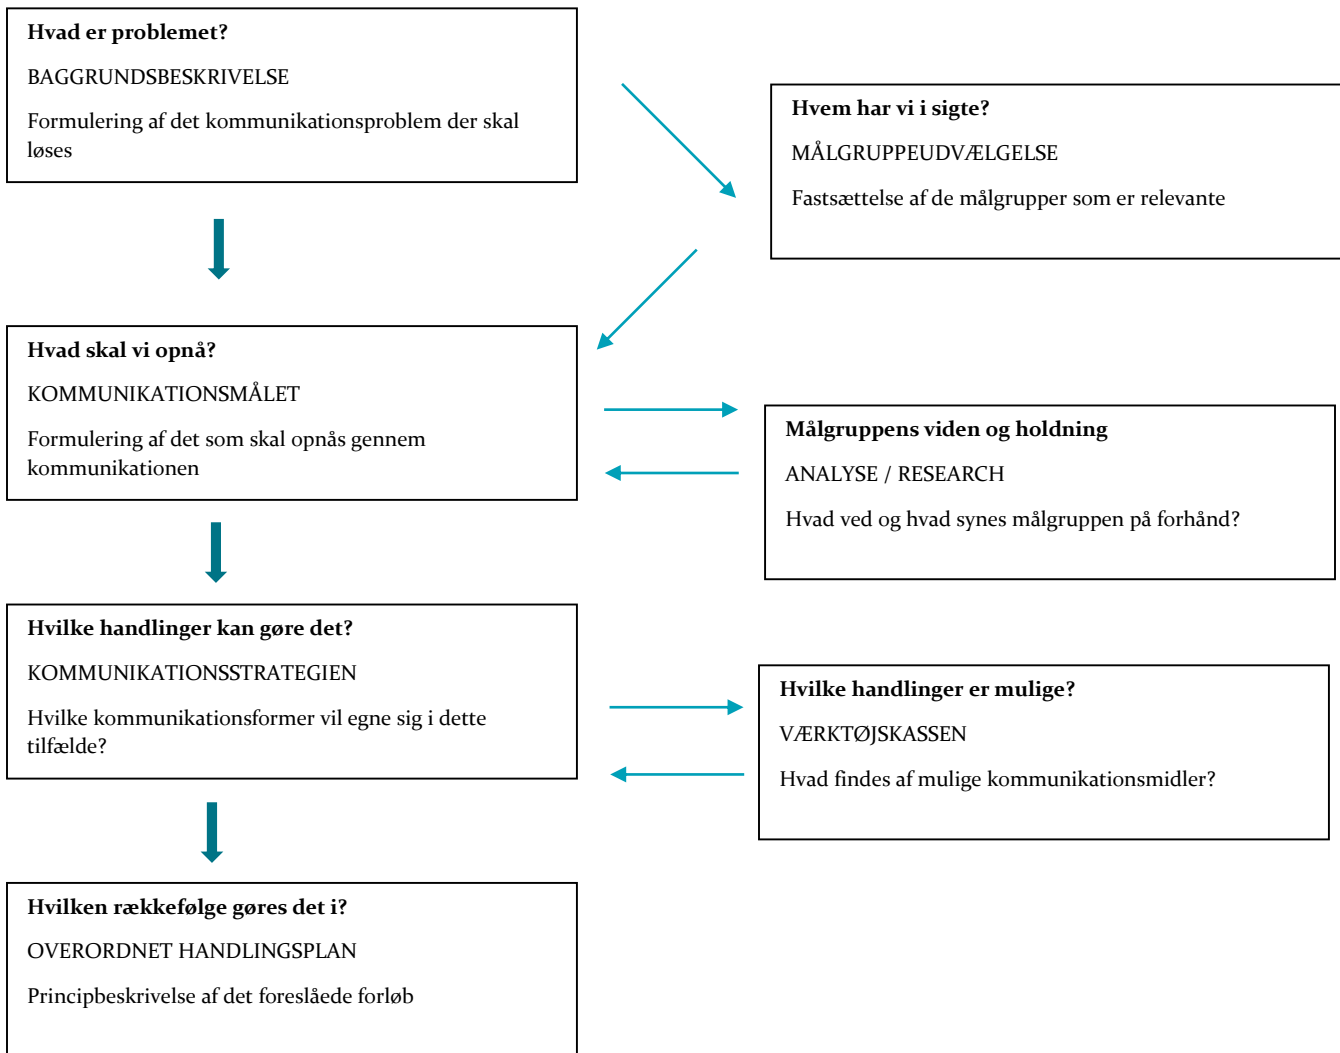 Hvad er problemet?
BAGGRUNDSBESKRIVELSE
Formulering af det kommunikationsproblem der skal
løses
Hvem har vi i sigte?
MÅLGRUPPEUDVÆLGELSE
Fastsættelse af de målgrupper som er relevante
Hvad skal vi opnå?
KOMMUNIKATIONSMÅLET
Formulering af det som skal opnås gennem
kommunikationen
Målgruppens viden og holdning
ANALYSE / RESEARCH
Hvad ved og hvad synes målgruppen på forhånd?
Hvilke handlinger kan gøre det?
KOMMUNIKATIONSSTRATEGIEN
Hvilke kommunikationsformer vil egne sig i dette
tilfælde?
Hvilke handlinger er mulige?
VÆRKTØJSKASSEN
Hvad findes af mulige kommunikationsmidler?
Hvilken rækkefølge gøres det i?
OVERORDNET HANDLINGSPLAN
Principbeskrivelse af det foreslåede forløb